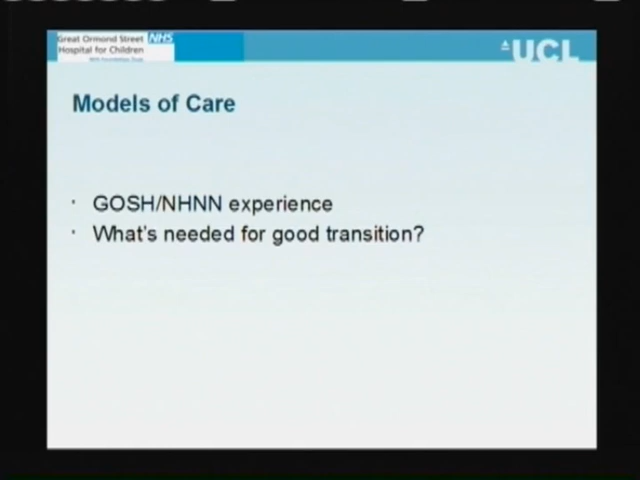 Great Ormond Street NHS
Hospital for Children
NHS Foundation Trust
UCL
Models of Care
· GOSH/NHNN experience
· What's needed for good transition?